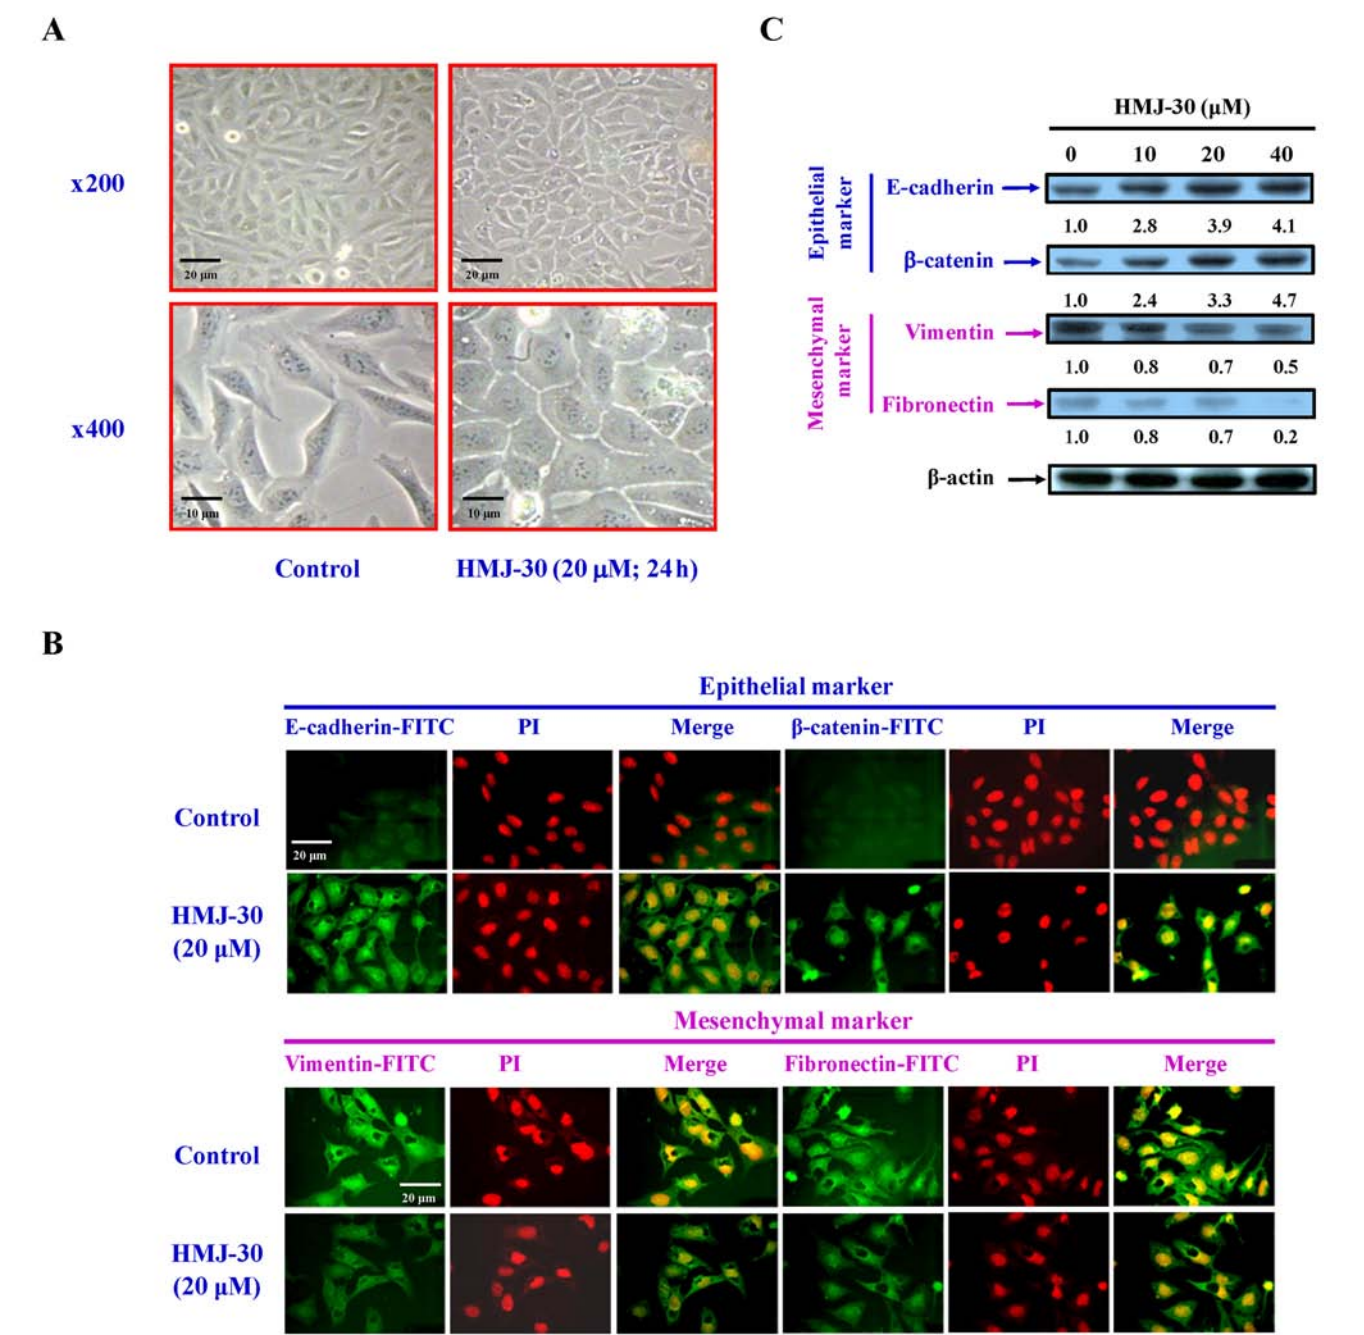 A
x200
20 µm
20 µm
x400
10 µm
10 µm
Control
HMJ-30 (20 µM; 24 h)
C
HMJ-30 (µM)
0 10 20 40
Epithelial
marker
E-cadherin
1.0 2.8 3.9 4.1
β-catenin
1.0 2.4 3.3 4.7
Mesenchymal
marker
Vimentin
1.0 0.8 0.7 0.5
Fibronectin
1.0 0.8 0.7 0.2
β-actin
B
Epithelial marker
E-cadherin-FITC PI Merge β-catenin-FITC PI Merge
Control
20 µm
HMJ-30
(20 µM)
Mesenchymal marker
Vimentin-FITC PI Merge Fibronectin-FITC PI Merge
Control
20 µm
HMJ-30
(20 µM)